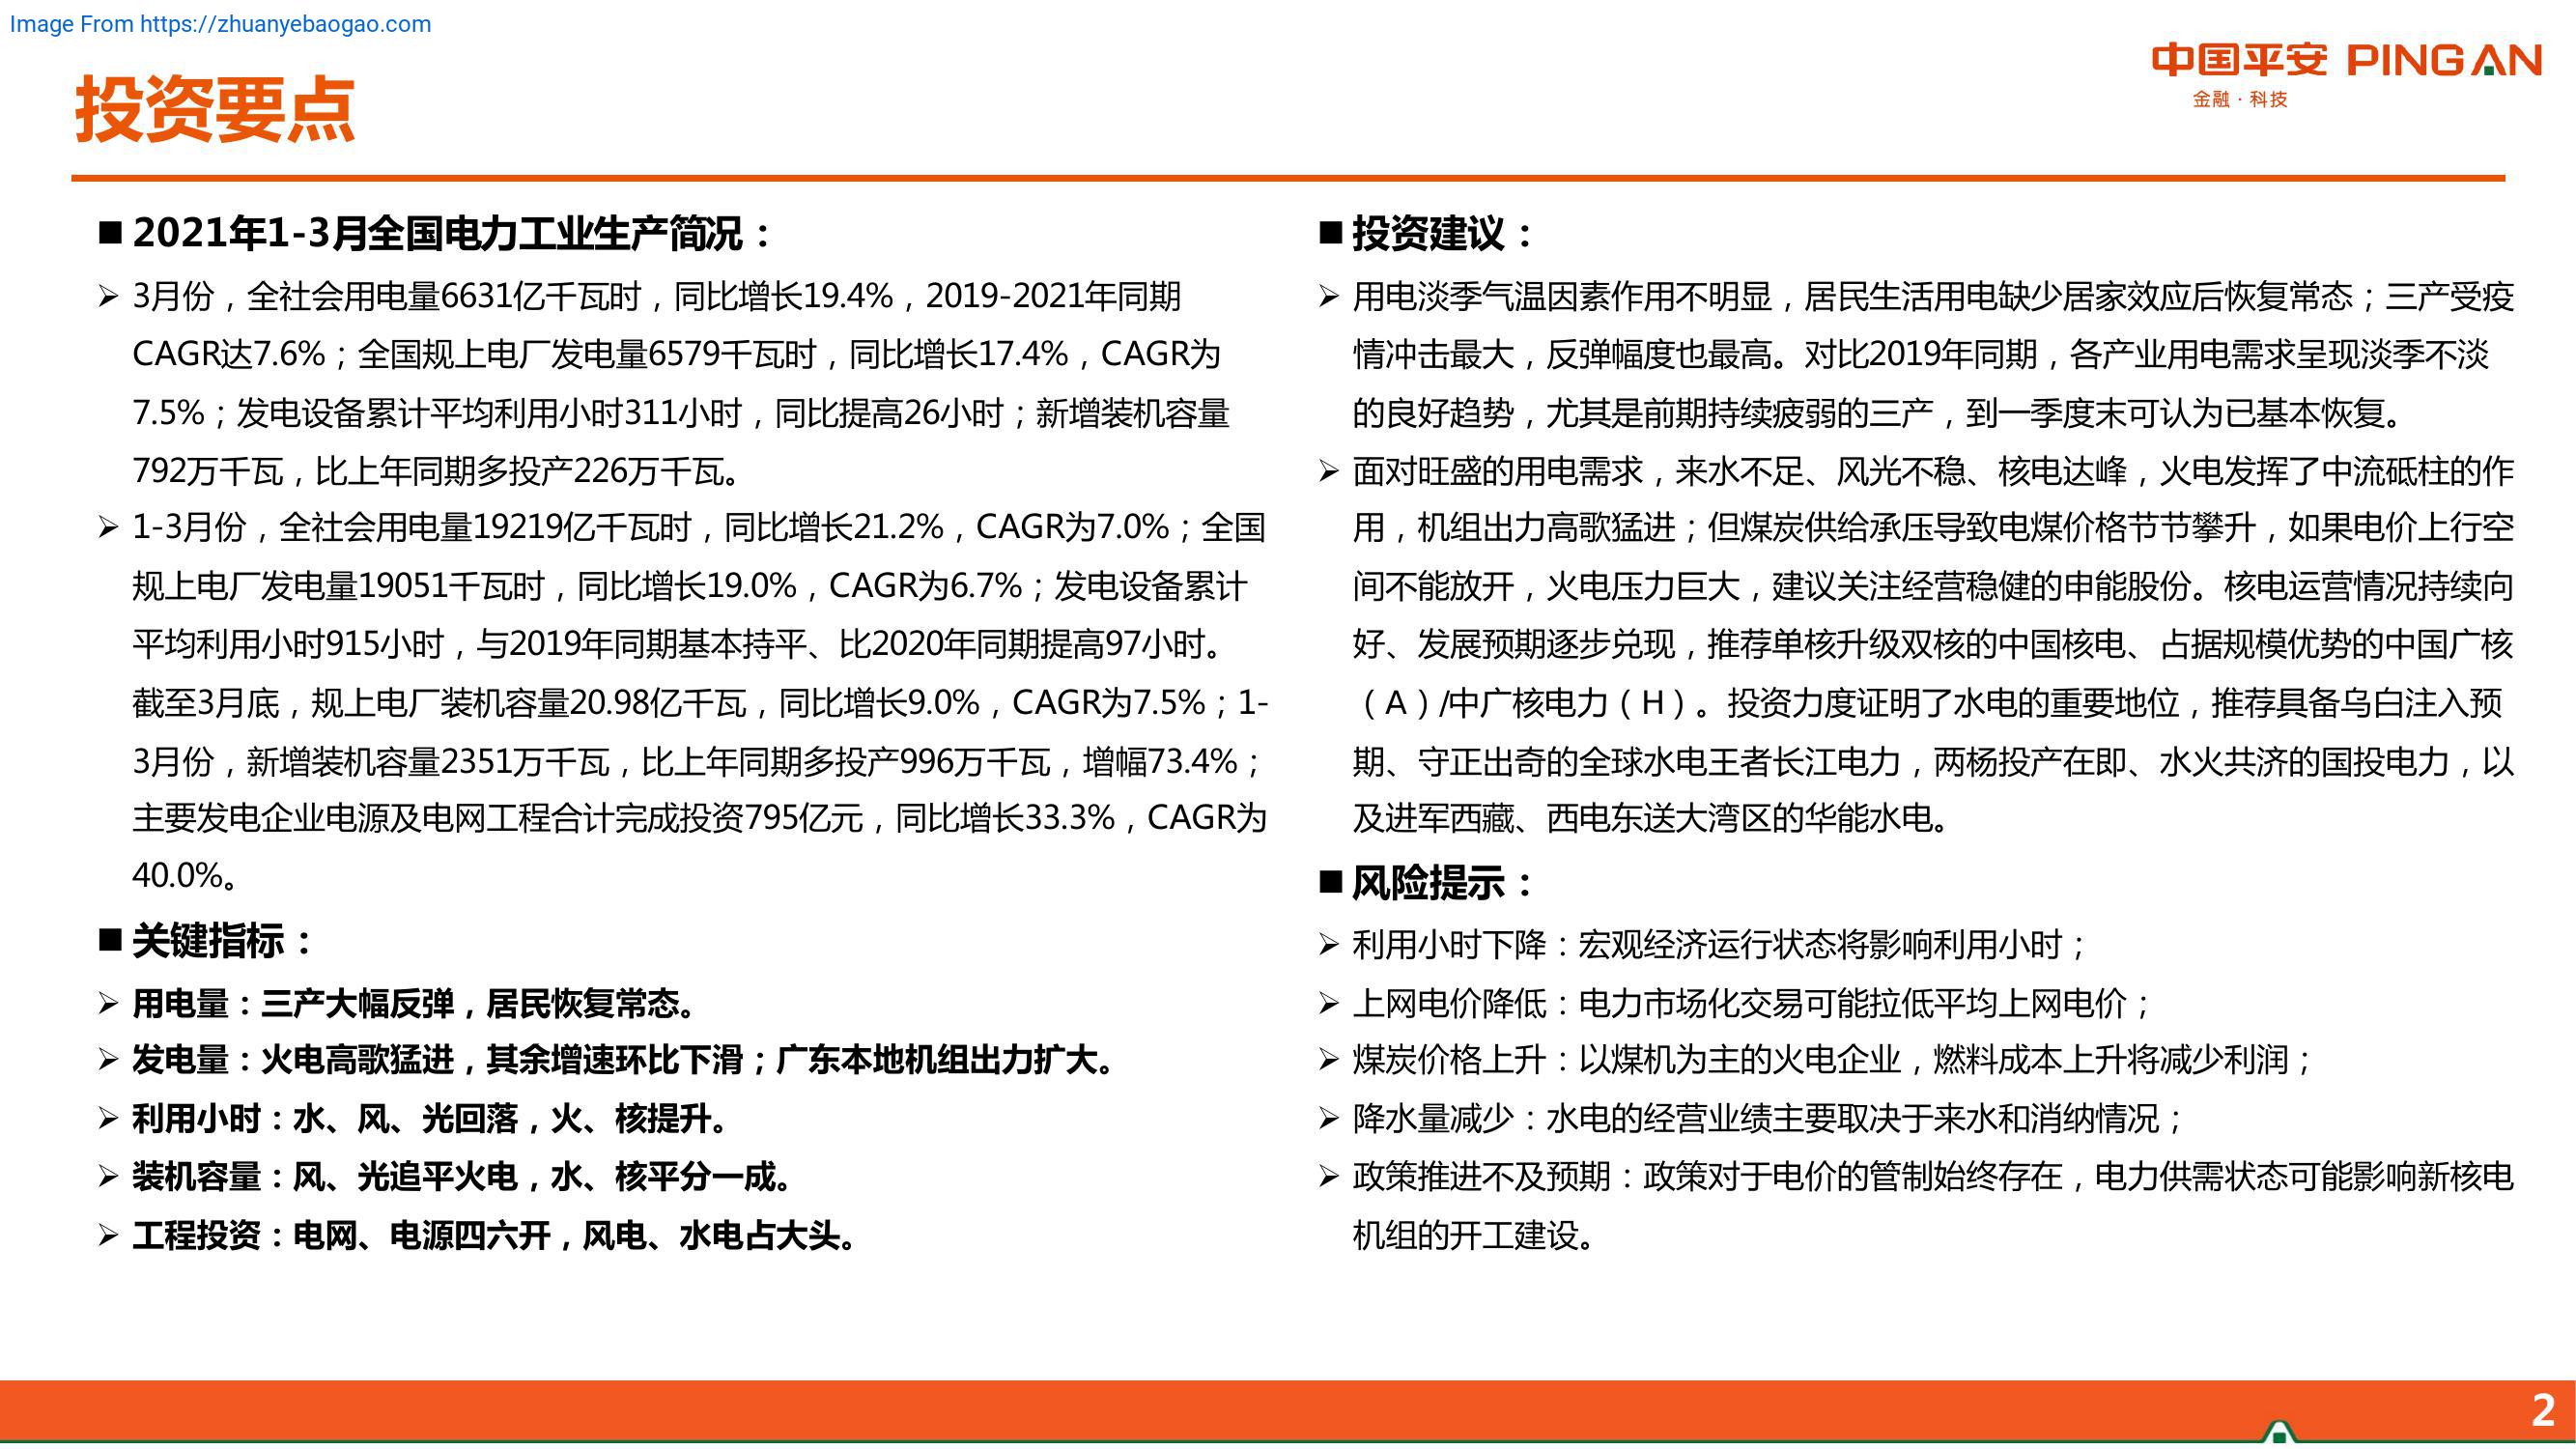 Image From https://zhuanyebaogao.com
中国平安 PINGAN
金融·科技
投资要点
■ 2021年1-3月全国电力工业生产简况：
➢ 3月份，全社会用电量6631亿千瓦时，同比增长19.4%，2019-2021年同期
CAGR达7.6%；全国规上电厂发电量6579千瓦时，同比增长17.4%，CAGR为
7.5%；发电设备累计平均利用小时311小时，同比提高26小时；新增装机容量
792万千瓦，比上年同期多投产226万千瓦。
➢ 1-3月份，全社会用电量19219亿千瓦时，同比增长21.2%，CAGR为7.0%；全国
规上电厂发电量19051千瓦时，同比增长19.0%，CAGR为6.7%；发电设备累计
平均利用小时915小时，与2019年同期基本持平、比2020年同期提高97小时。
截至3月底，规上电厂装机容量20.98亿千瓦，同比增长9.0%，CAGR为7.5%；1-
3月份，新增装机容量2351万千瓦，比上年同期多投产996万千瓦，增幅73.4%；
主要发电企业电源及电网工程合计完成投资795亿元，同比增长33.3%，CAGR为
40.0%。
■ 关键指标：
➢ 用电量：三产大幅反弹，居民恢复常态。
➢ 发电量：火电高歌猛进，其余增速环比下滑；广东本地机组出力扩大。
➢ 利用小时：水、风、光回落，火、核提升。
➢ 装机容量：风、光追平火电，水、核平分一成。
➢ 工程投资：电网、电源四六开，风电、水电占大头。
■ 投资建议：
➢ 用电淡季气温因素作用不明显，居民生活用电缺少居家效应后恢复常态；三产受疫
情冲击最大，反弹幅度也最高。对比2019年同期，各产业用电需求呈现淡季不淡
的良好趋势，尤其是前期持续疲弱的三产，到一季度末可认为已基本恢复。
➢ 面对旺盛的用电需求，来水不足、风光不稳、核电达峰，火电发挥了中流砥柱的作
用，机组出力高歌猛进；但煤炭供给承压导致电煤价格节节攀升，如果电价上行空
间不能放开，火电压力巨大，建议关注经营稳健的申能股份。核电运营情况持续向
好、发展预期逐步兑现，推荐单核升级双核的中国核电、占据规模优势的中国广核
（A）/中广核电力（H）。投资力度证明了水电的重要地位，推荐具备乌白注入预
期、守正出奇的全球水电王者长江电力，两杨投产在即、水火共济的国投电力，以
及进军西藏、西电东送大湾区的华能水电。
■ 风险提示：
➢ 利用小时下降：宏观经济运行状态将影响利用小时；
➢ 上网电价降低：电力市场化交易可能拉低平均上网电价；
➢ 煤炭价格上升：以煤机为主的火电企业，燃料成本上升将减少利润；
➢ 降水量减少：水电的经营业绩主要取决于来水和消纳情况；
➢ 政策推进不及预期：政策对于电价的管制始终存在，电力供需状态可能影响新核电
机组的开工建设。
2